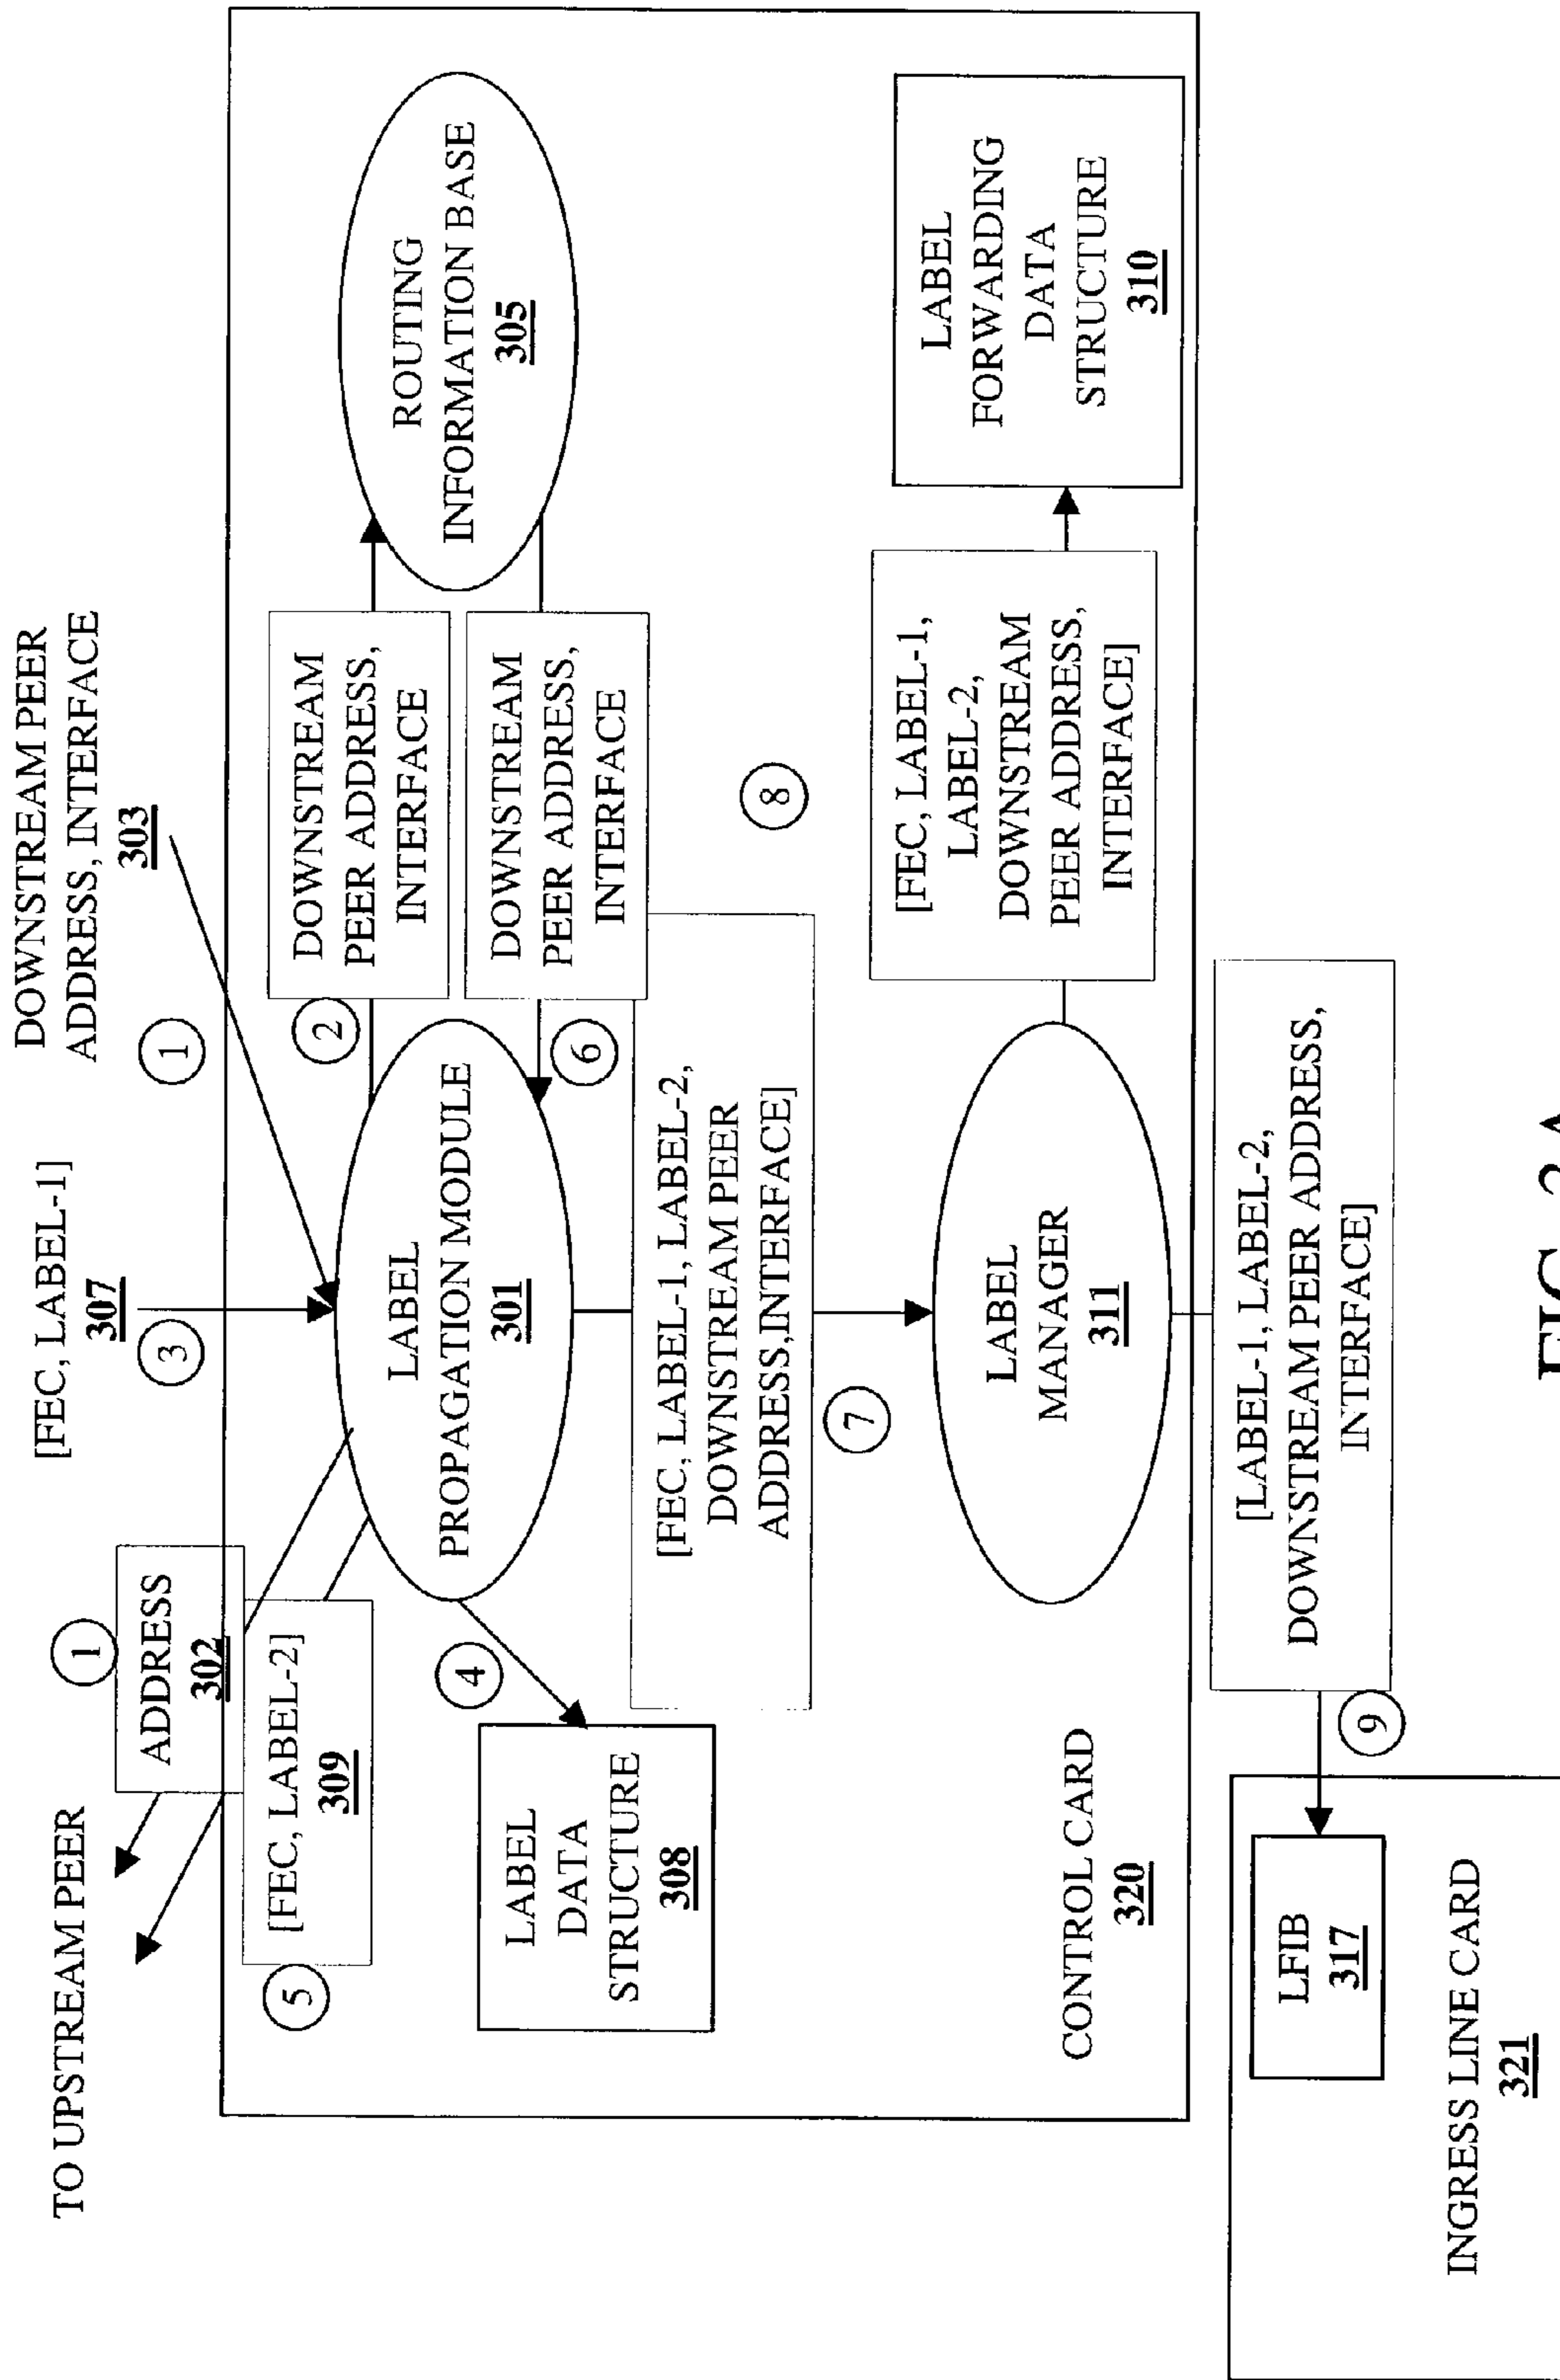 DOWNSTREAM PEER
ADDRESS, INTERFACE
303
1
[FEC, LABEL-1]
307
3
1
ADDRESS
302
TO UPSTREAM PEER
5
[FEC, LABEL-2]
309
LABEL
PROPAGATION MODULE
301
2
DOWNSTREAM
PEER ADDRESS,
INTERFACE
ROUTING
INFORMATION BASE
305
6
DOWNSTREAM
PEER ADDRESS,
INTERFACE
4
LABEL
DATA
STRUCTURE
308
[FEC, LABEL-1, LABEL-2,
DOWNSTREAM PEER
ADDRESS,INTERFACE]
7
8
LABEL
MANAGER
311
[FEC, LABEL-1,
LABEL-2,
DOWNSTREAM
PEER ADDRESS,
INTERFACE]
LABEL
FORWARDING
DATA
STRUCTURE
310
CONTROL CARD
320
[LABEL-1, LABEL-2,
DOWNSTREAM PEER ADDRESS,
INTERFACE]
9
LFIB
317
INGRESS LINE CARD
321